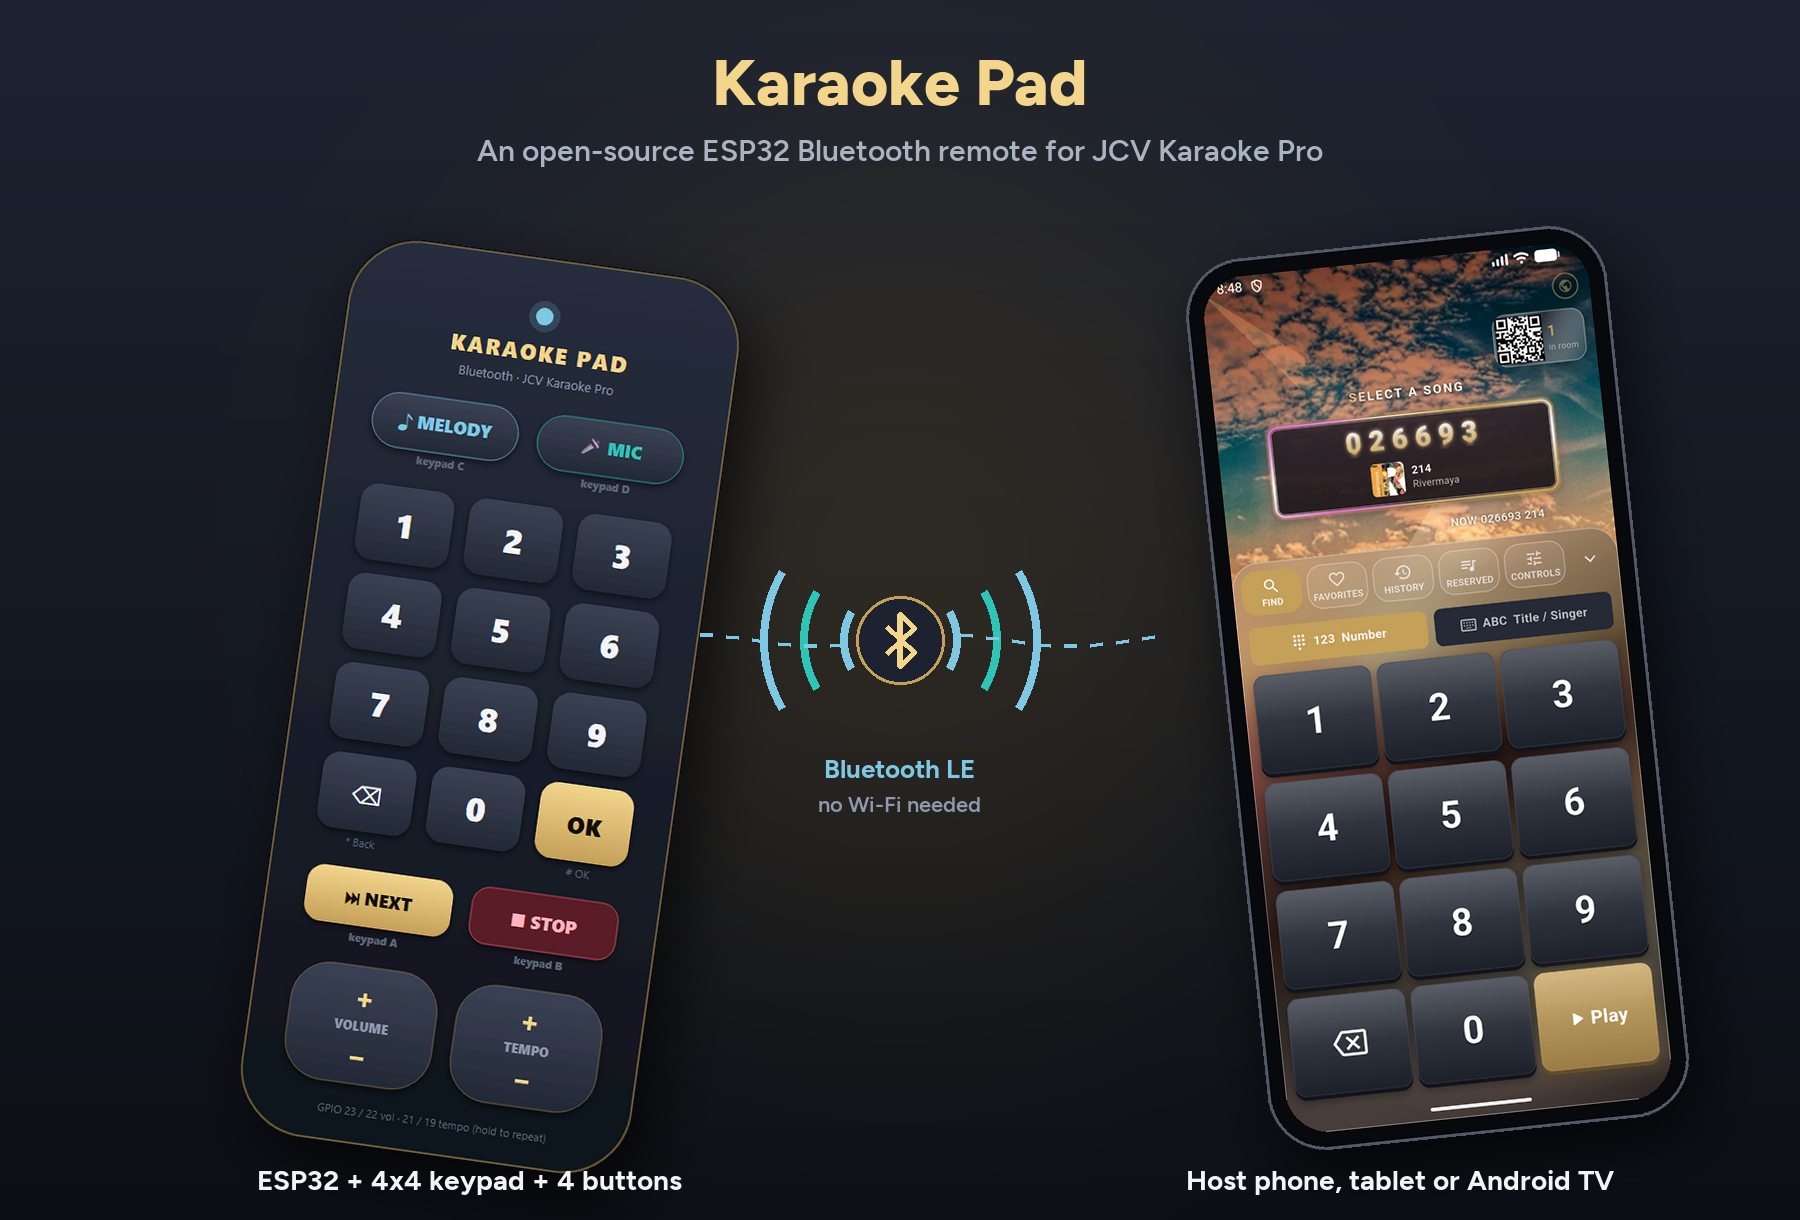 Karaoke Pad
An open-source ESP32 Bluetooth remote for JCV Karaoke Pro
KARAOKE PAD
Bluetooth · JCV Karaoke Pro
MELODY
MIC
keypad C
keypad D
1 2 3
4 5 6
7 8 9
0 OK
* Back
# OK
NEXT
STOP
keypad A
keypad B
+ +
VOLUME TEMPO
− −
GPIO 23 / 22 vol · 21 / 19 tempo (hold to repeat)
ESP32 + 4x4 keypad + 4 buttons
Bluetooth LE
no Wi-Fi needed
8:48
1
in room
SELECT A SONG
026693
214
Rivermaya
NOW 026693 214
FIND FAVORITES HISTORY RESERVED CONTROLS
123 Number
ABC Title / Singer
1 2 3
4 5 6
7 8 9
0 Play
Host phone, tablet or Android TV